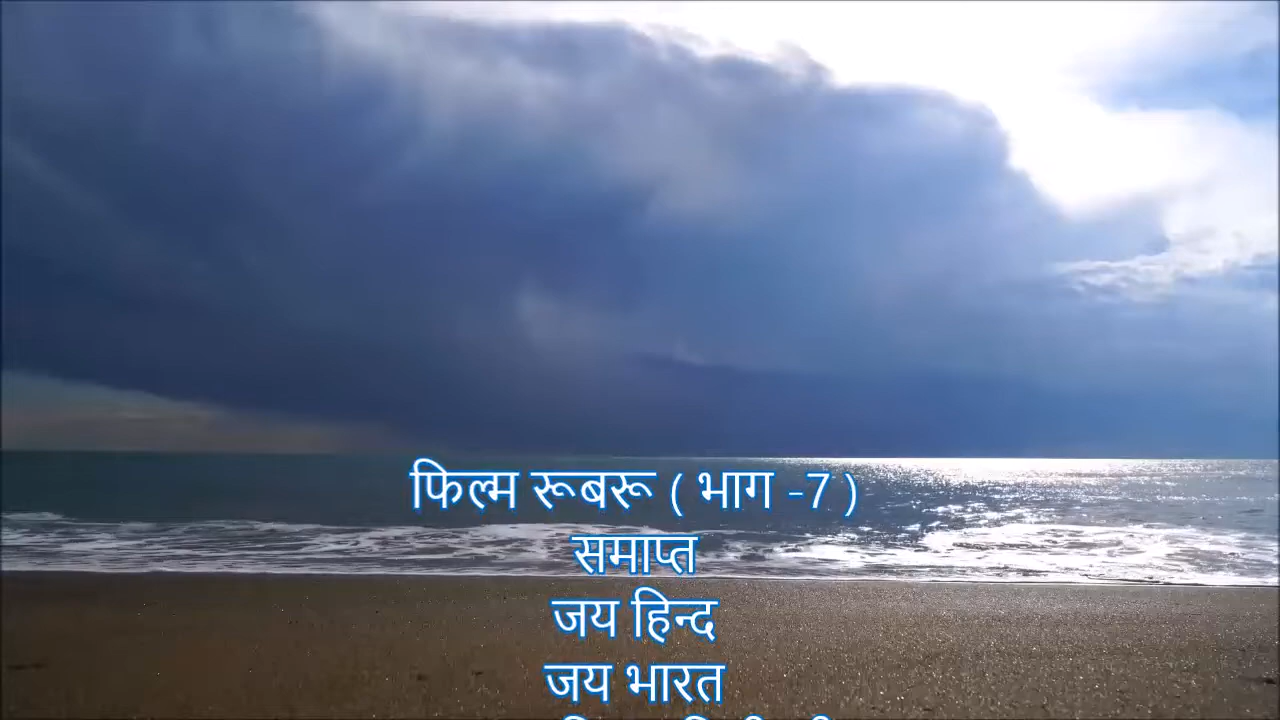 फिल्म रूबरू ( भाग -7 )
समाप्त
जय हिन्द
जय भारत